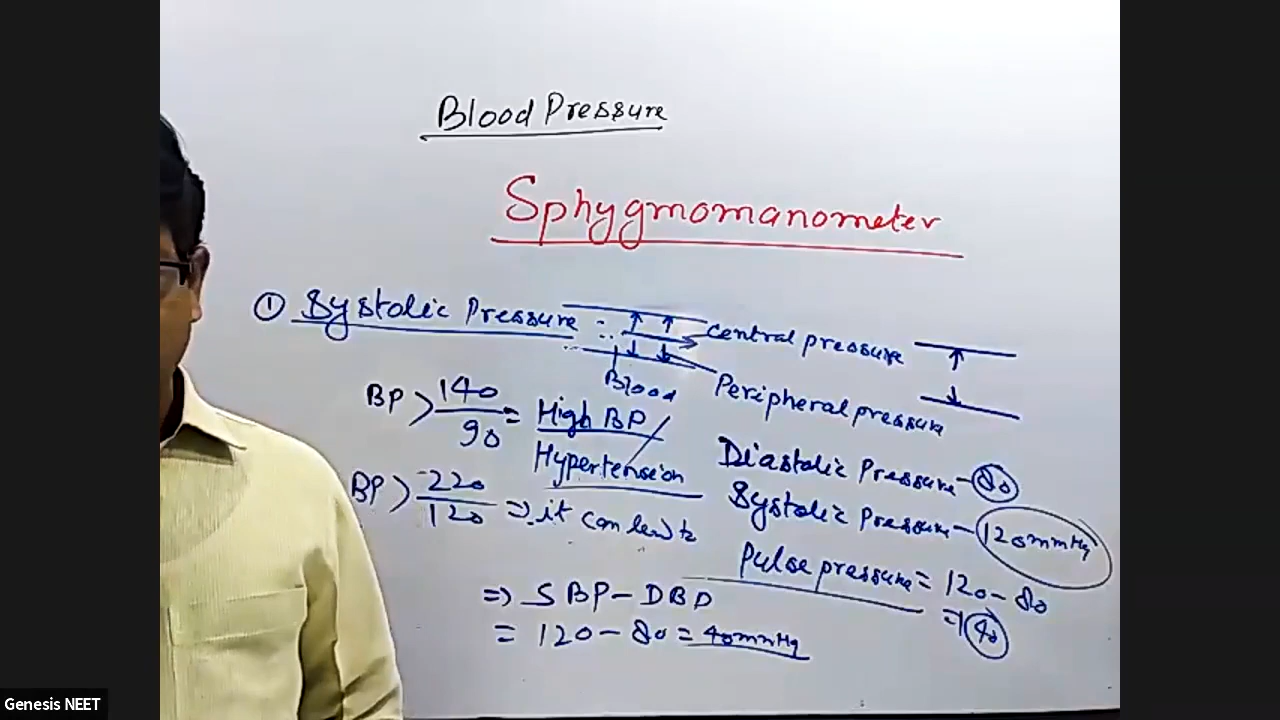 Blood Pressure
Sphygmomanometer
① Systolic Pressure :
central pressure
Blood
Peripheral pressure
BP > 140/90 = High BP/
Hypertension
BP > 220/120 ⇒ it can lead to
Diastolic Pressure - 80
Systolic Pressure - 120mmHg
Pulse pressure = 120 - 80
⇒ 40
⇒ SBP - DBP
= 120 - 80 = 40mmHg
Genesis NEET